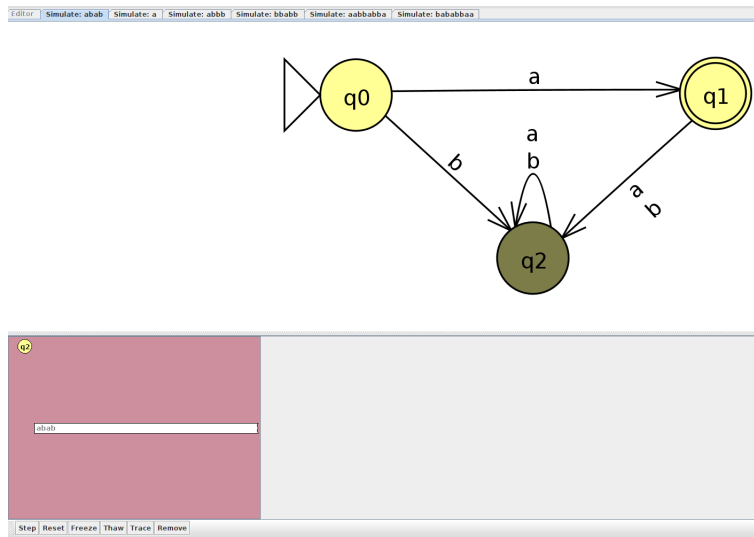 Editor Simulate: abab Simulate: a Simulate: abbb Simulate: bbabb Simulate: aabbabba Simulate: bababbaa
a
q0
q1
a
b
b
a
b
q2
q2
abab
Step Reset Freeze Thaw Trace Remove